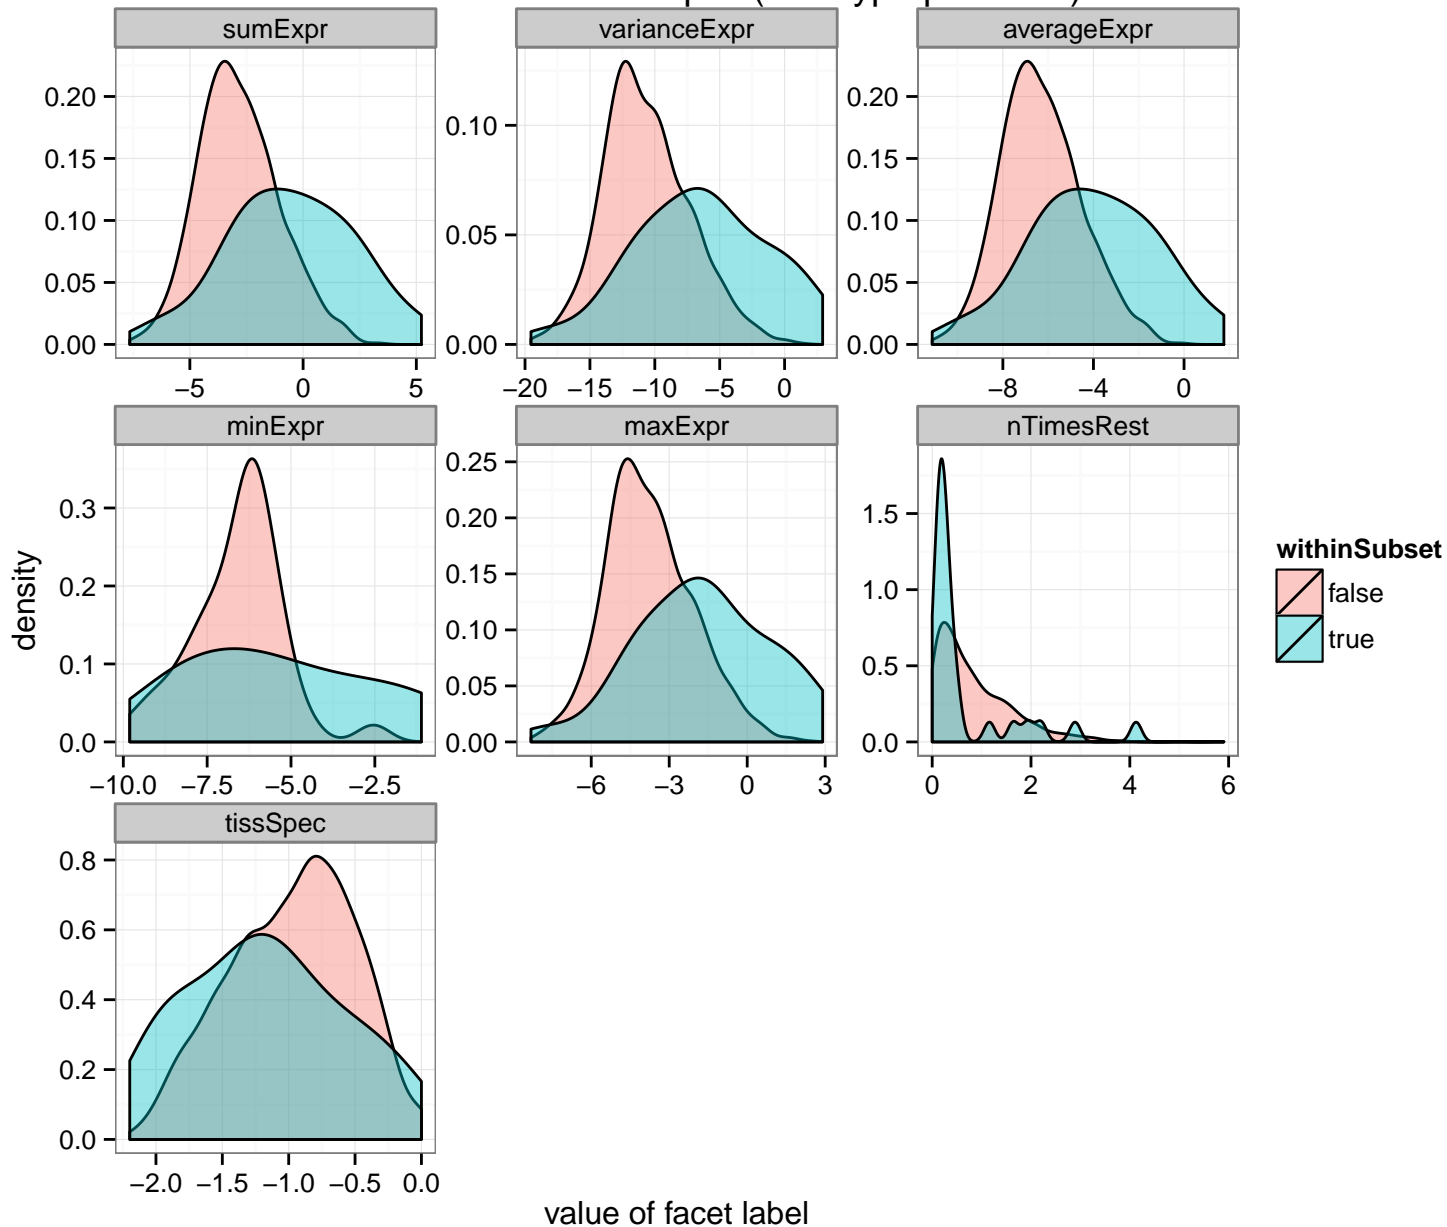 sumExpr varianceExpr averageExpr
0.20 0.10 0.20
0.15 0.15
0.10 0.05 0.10
0.05 0.05
0.00 0.00 0.00
−5 0 5 −20 −15 −10 −5 0 −8 −4 0
minExpr maxExpr nTimesRest
0.3 0.25 1.5
0.2 0.20 1.0
0.1 0.15 0.5
0.0 0.10 0.0
0.05
0.00
−10.0 −7.5 −5.0 −2.5 −6 −3 0 3 0 2 4 6
tissSpec
0.8
0.6
0.4
0.2
0.0
−2.0 −1.5 −1.0 −0.5 0.0
density
value of facet label
withinSubset
false
true